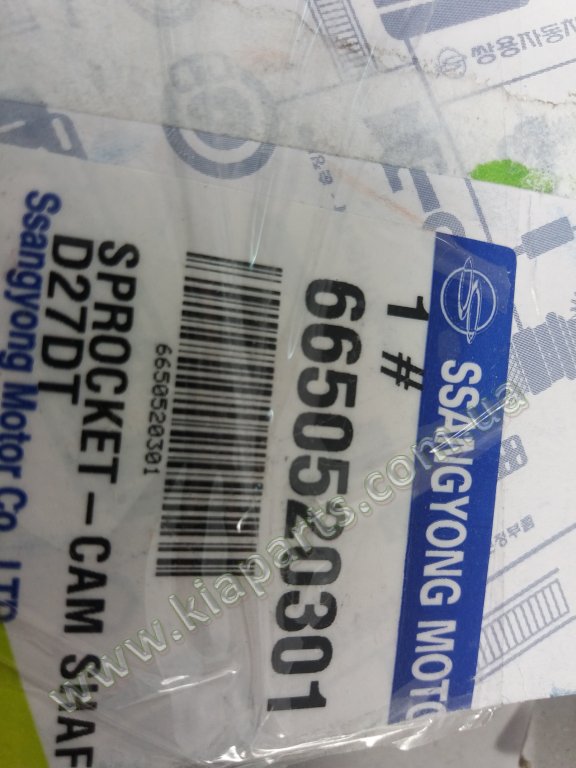 쌍용자동차
SSANGYONG MOTO
1 #
6650520301
6650520301
SPROCKET-CAM SHAF
D27DT
Ssangyong Motor Co., LTD
www.kiaparts.com.ua